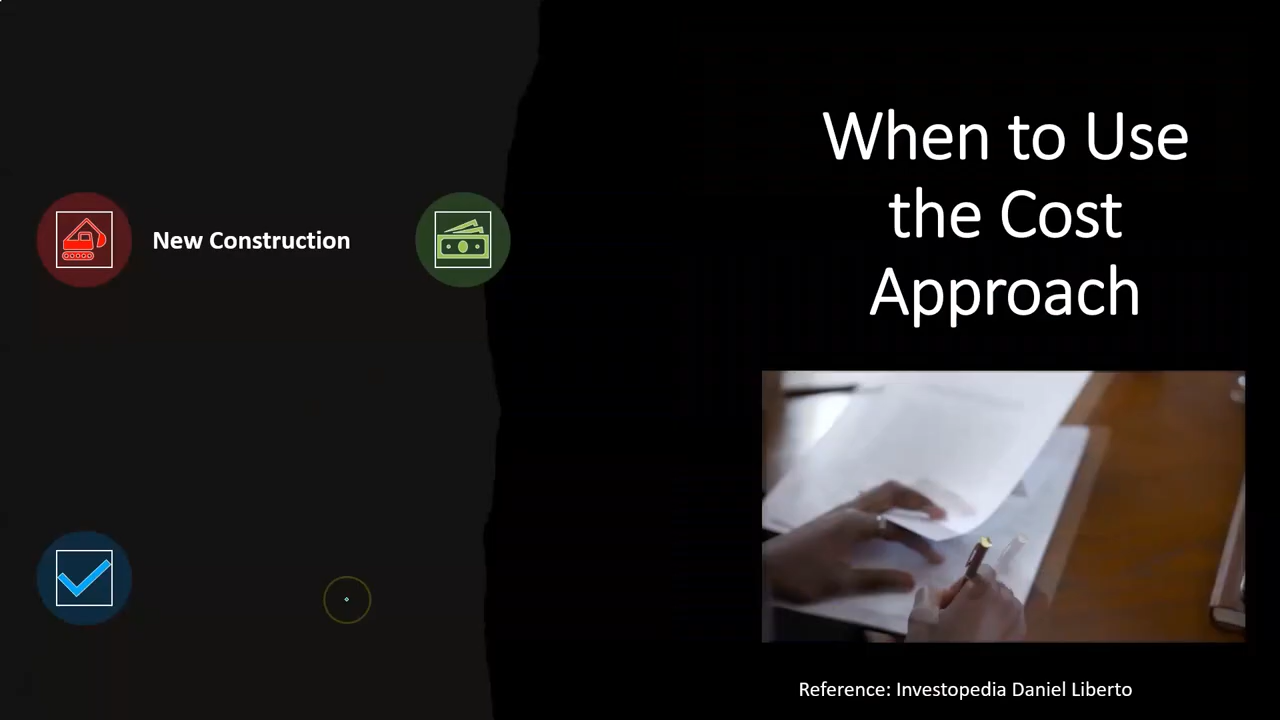 When to Use
the Cost
Approach
New Construction
Reference: Investopedia Daniel Liberto